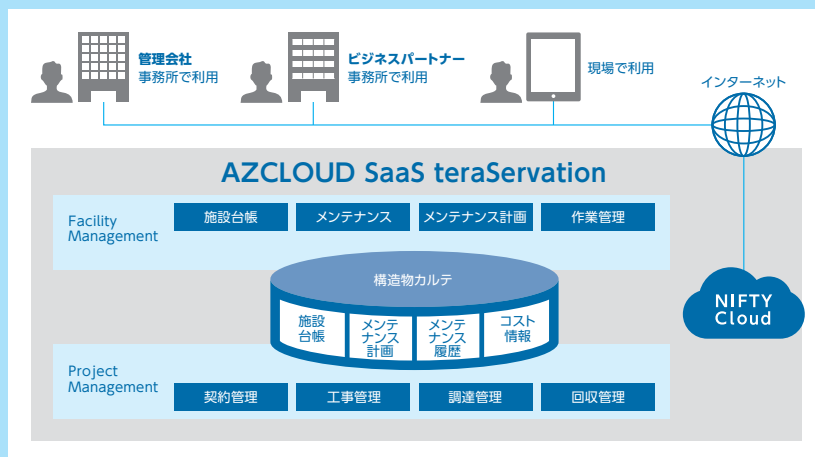 管理会社
事務所で利用
ビジネスパートナー
事務所で利用
現場で利用
インターネット
AZCLOUD SaaS teraServation
Facility
Management
施設台帳
メンテナンス
メンテナンス計画
作業管理
構造物カルテ
施設
台帳
メンテ
ナンス
計画
メンテ
ナンス
履歴
コスト
情報
NIFTY
Cloud
Project
Management
契約管理
工事管理
調達管理
回収管理